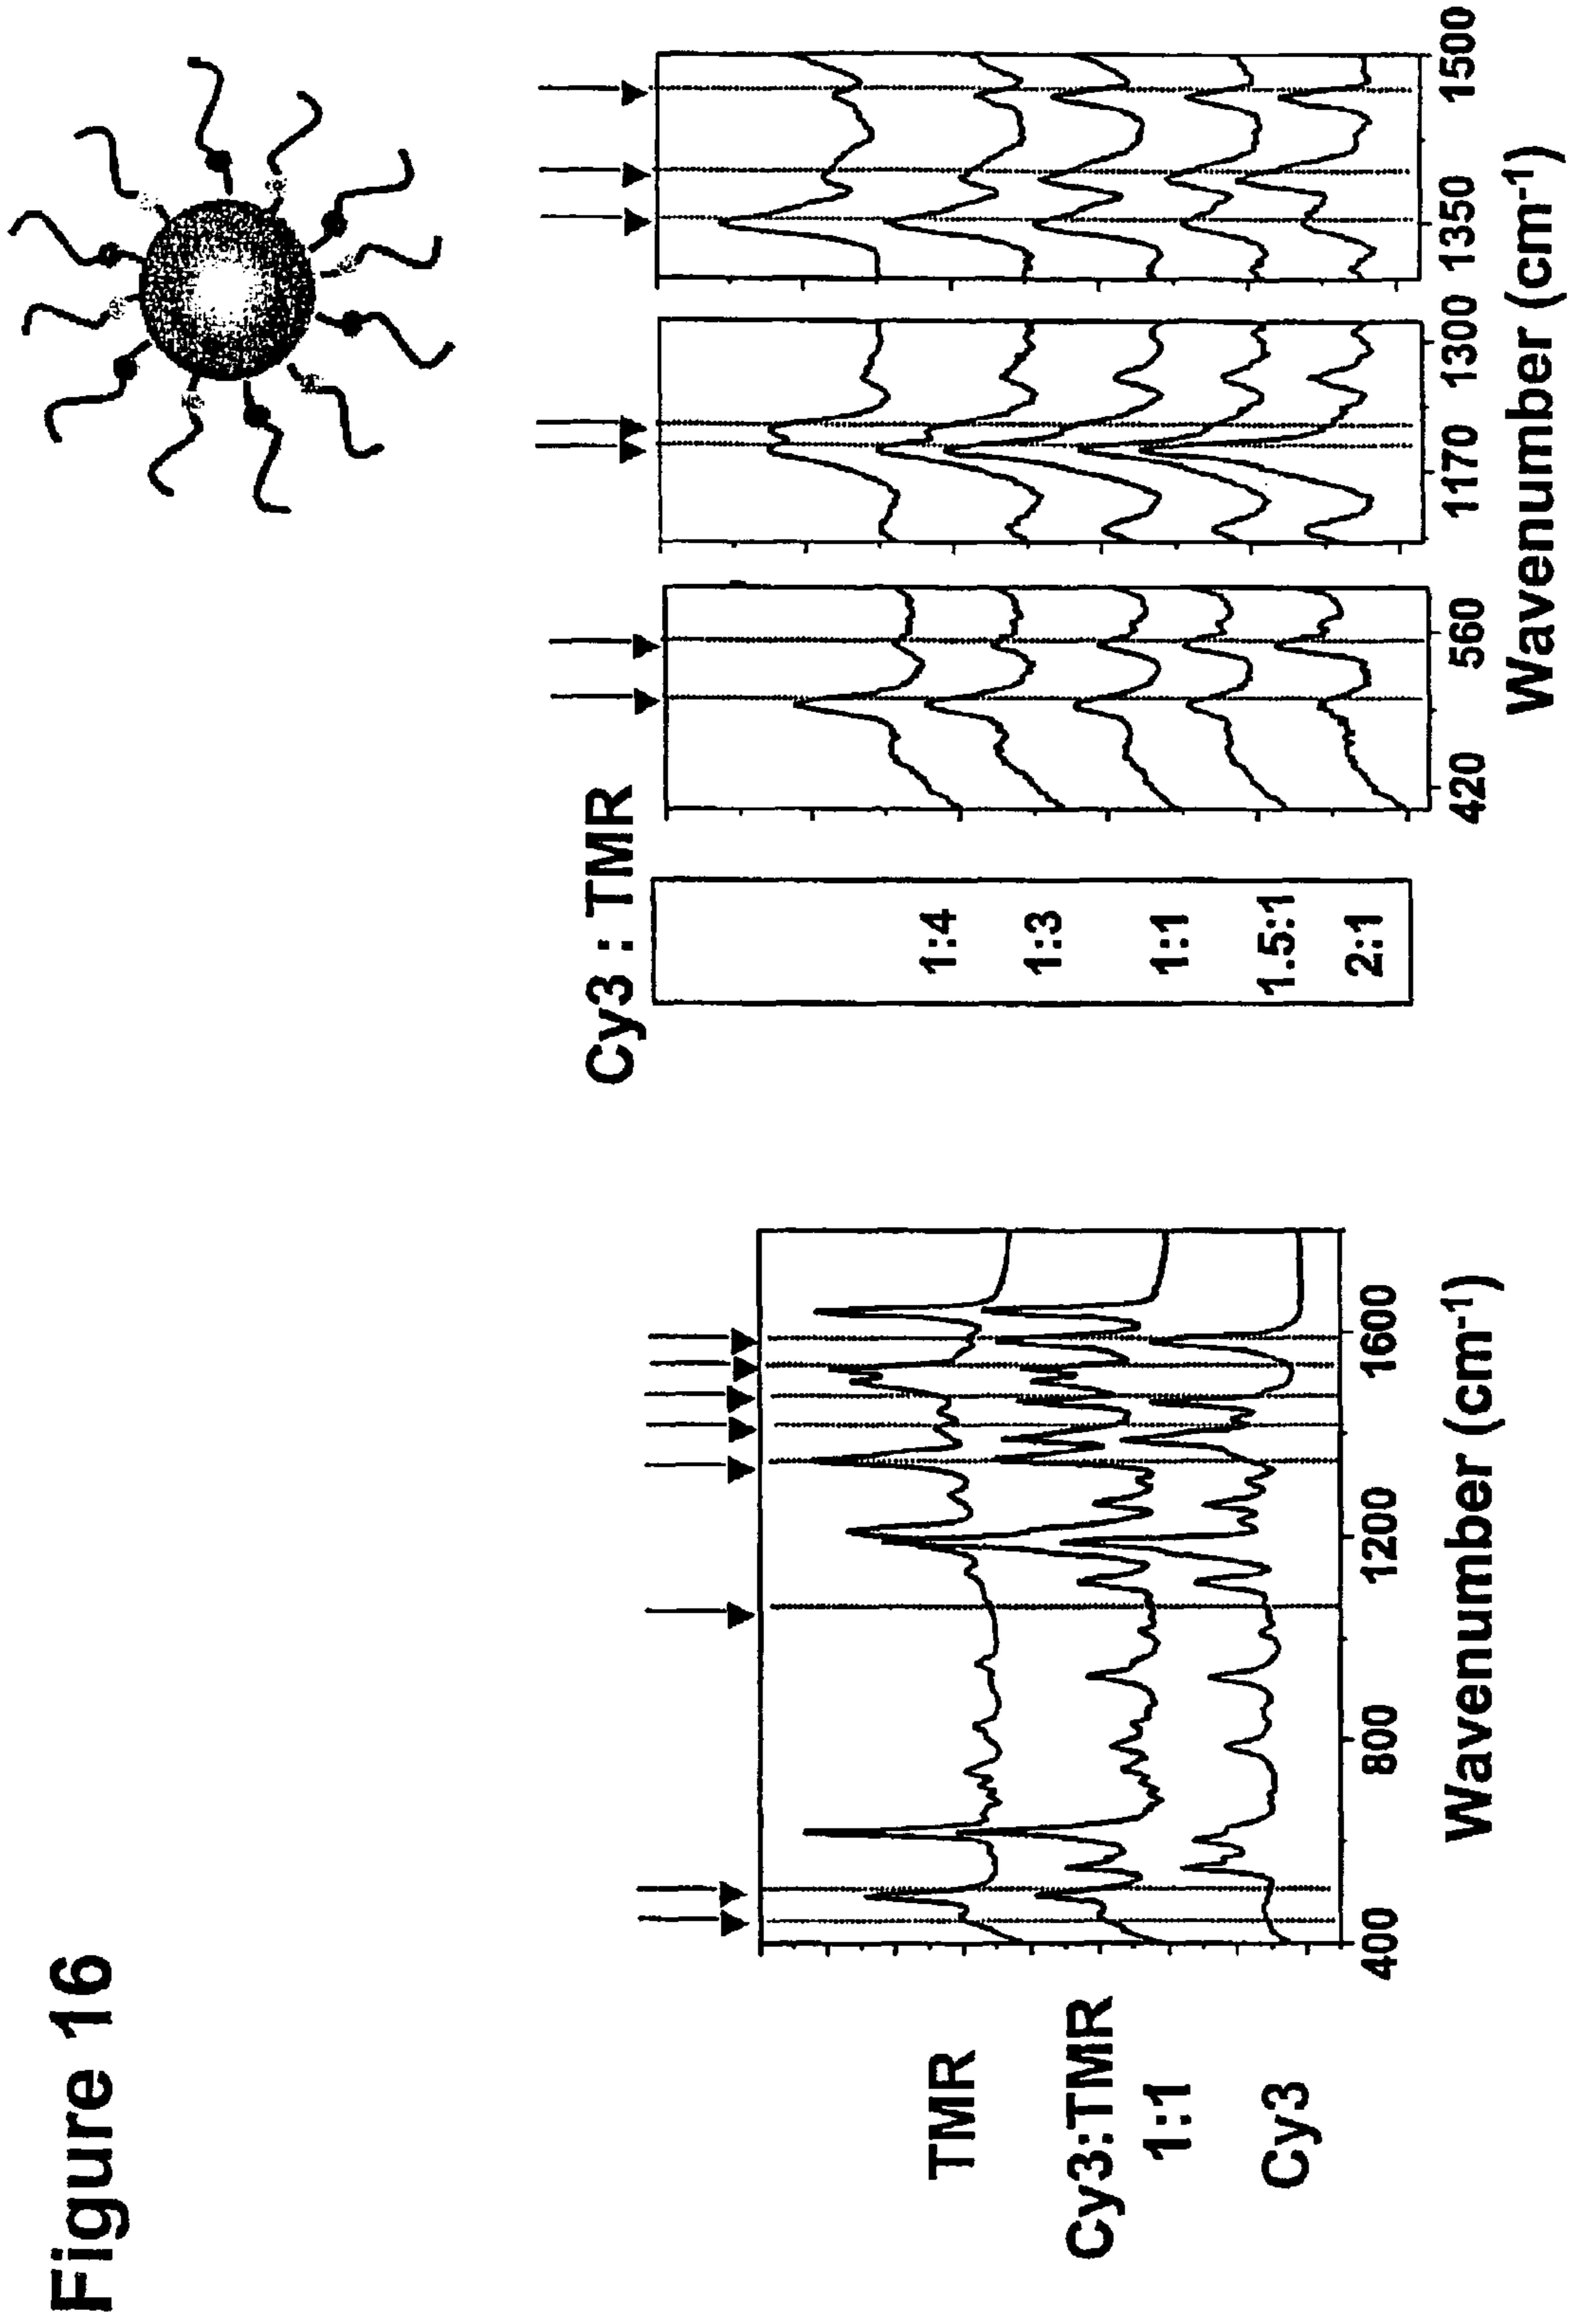 Figure 16
TMR
Cy3:TMR
1:1
Cy3
400 800 1200 1600
Wavenumber (cm-1)
Cy3 : TMR
1:4
1:3
1:1
1.5:1
2:1
420 560 1170 1300 1350 1500
Wavenumber (cm-1)